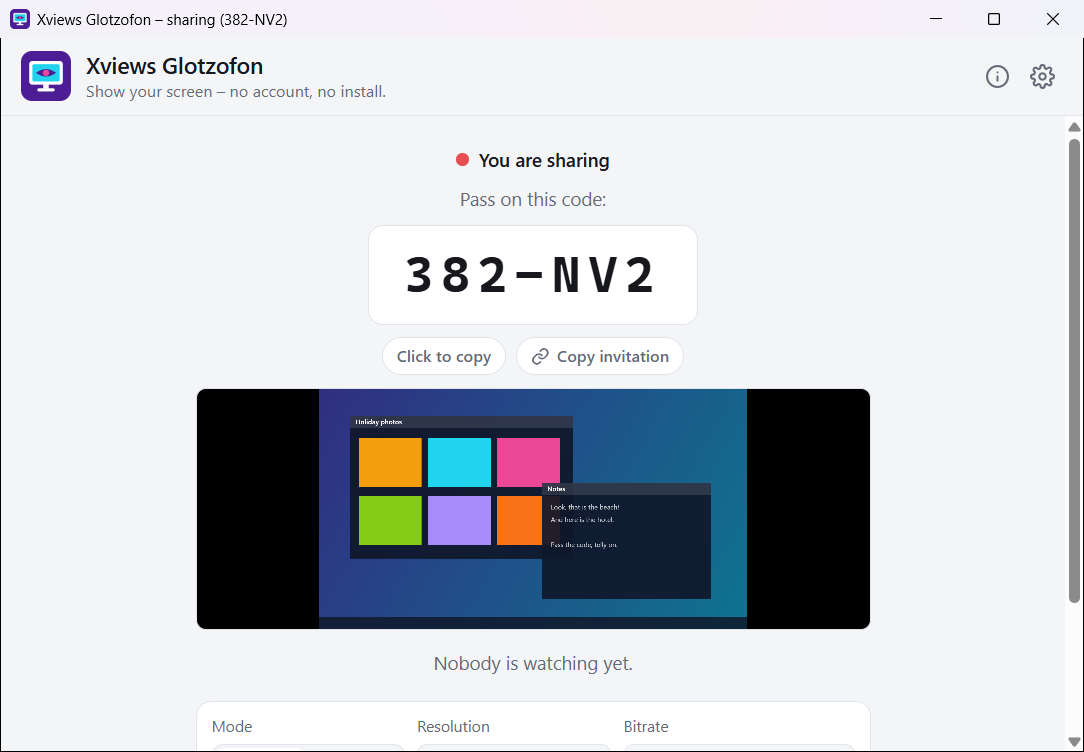 Xviews Glotzofon – sharing (382-NV2)
Xviews Glotzofon
Show your screen – no account, no install.
You are sharing
Pass on this code:
382-NV2
Click to copy
Copy invitation
Holiday photos
Notes
Look, that is the beach!
And here is the hotel.
Pass the code, telly on.
Nobody is watching yet.
Mode Resolution Bitrate